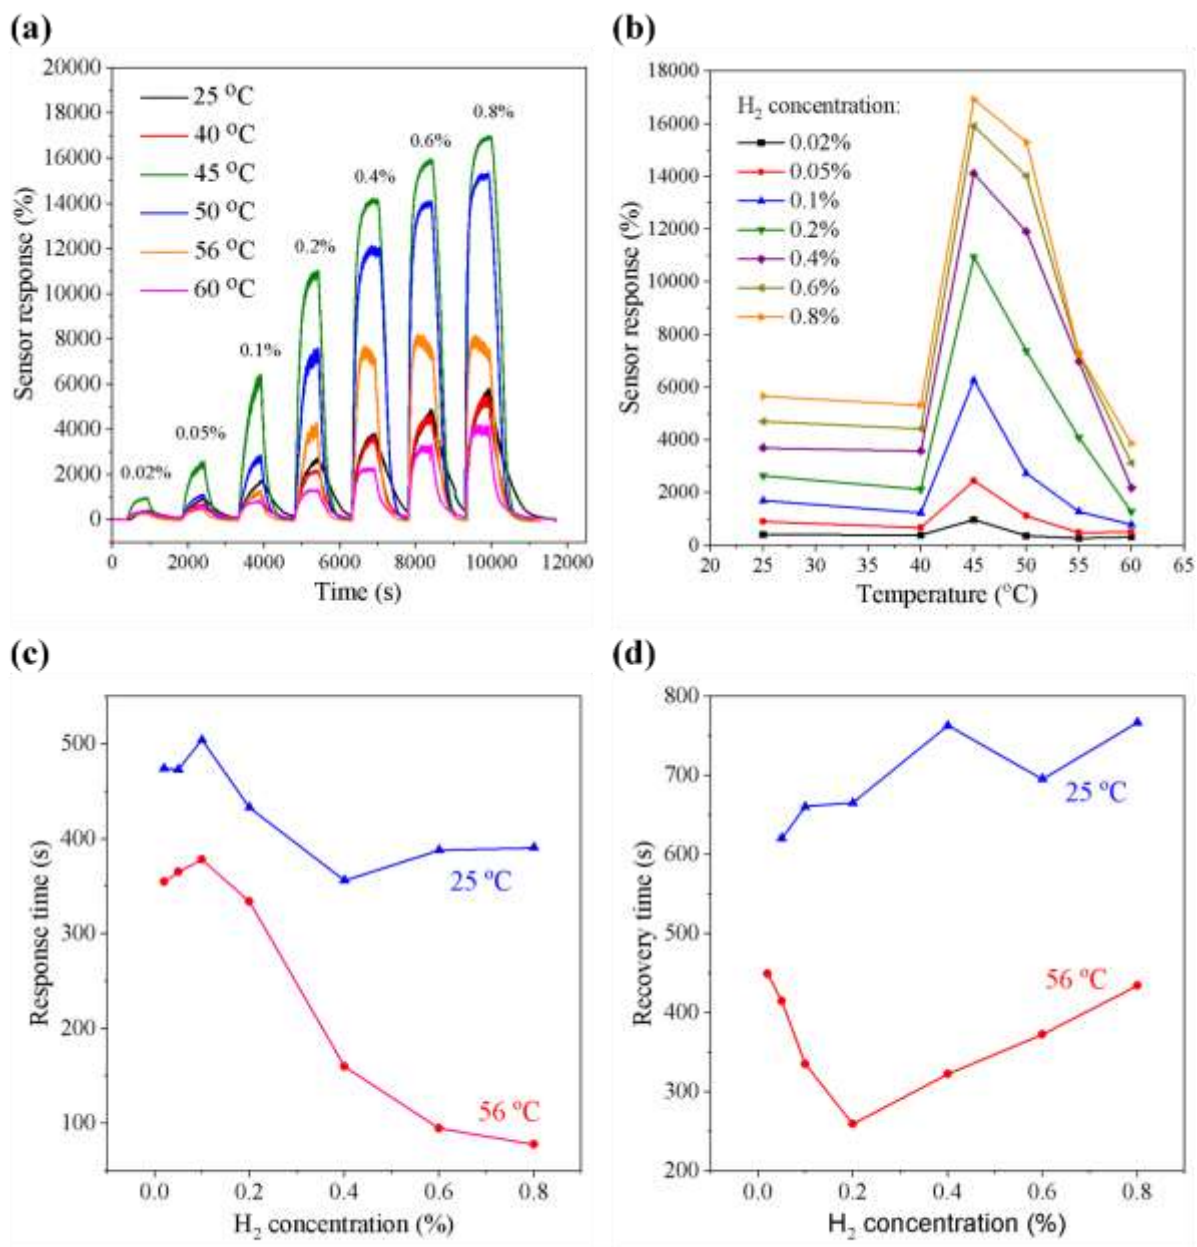 (a)
20000
18000
16000
14000
12000
10000
8000
6000
4000
2000
0
Sensor response (%)
25 °C
40 °C
45 °C
50 °C
56 °C
60 °C
0.02%
0.05%
0.1%
0.2%
0.4%
0.6%
0.8%
0 2000 4000 6000 8000 10000 12000
Time (s)
(b)
18000
16000
14000
12000
10000
8000
6000
4000
2000
0
Sensor response (%)
H₂ concentration:
0.02%
0.05%
0.1%
0.2%
0.4%
0.6%
0.8%
20 25 30 35 40 45 50 55 60 65
Temperature (°C)
(c)
500
400
300
200
100
Response time (s)
25 °C
56 °C
0.0 0.2 0.4 0.6 0.8
H₂ concentration (%)
(d)
800
700
600
500
400
300
200
Recovery time (s)
25 °C
56 °C
0.0 0.2 0.4 0.6 0.8
H₂ concentration (%)